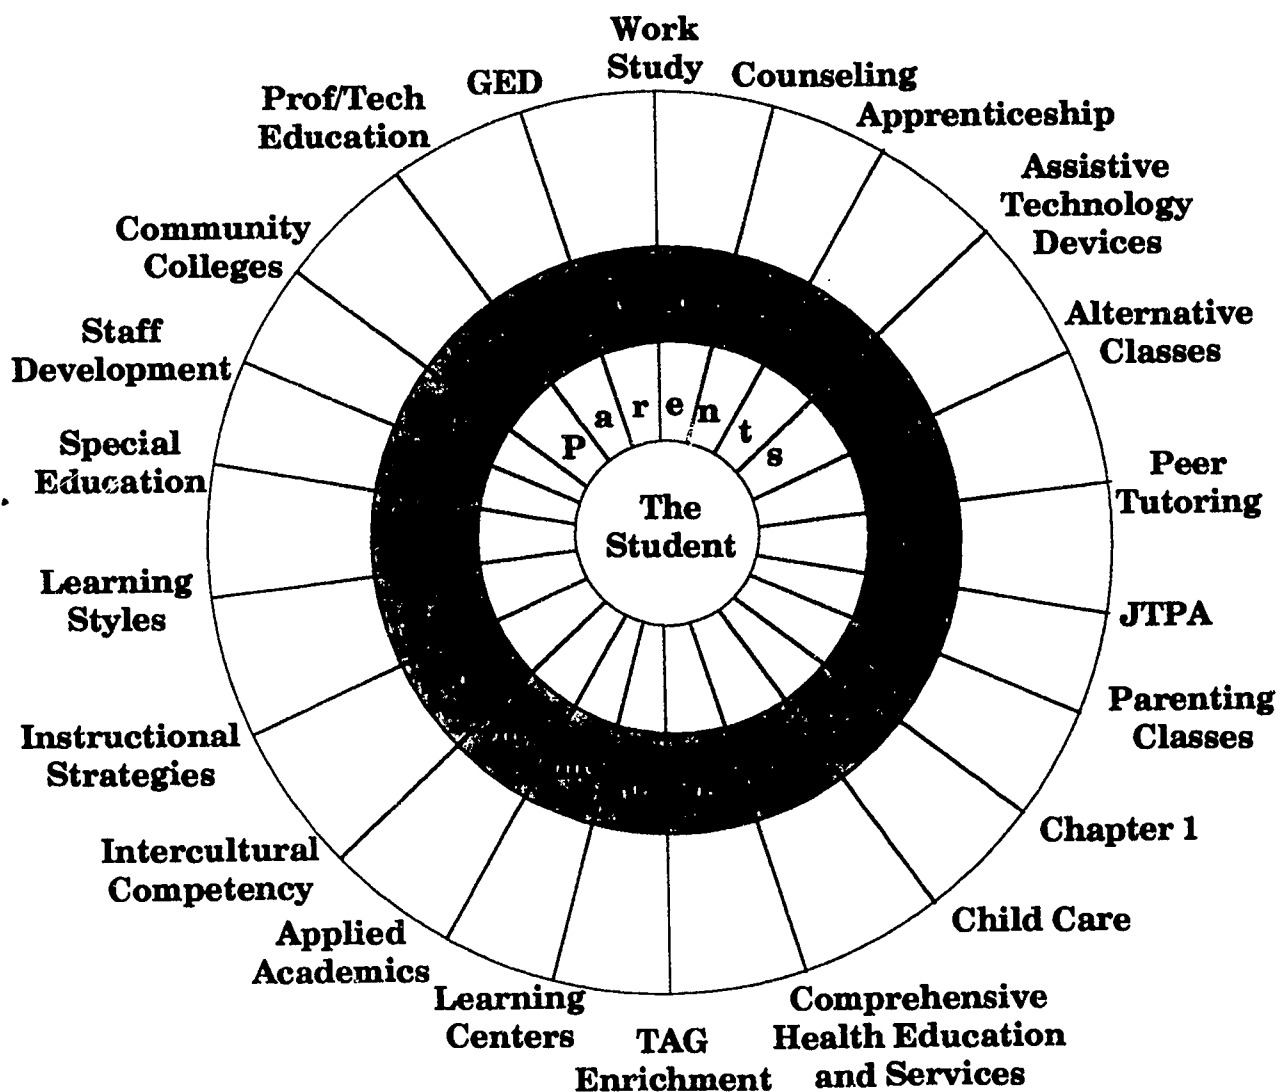 Work
Study
Counseling
Apprenticeship
Assistive
Technology
Devices
Alternative
Classes
Peer
Tutoring
JTPA
Parenting
Classes
Chapter 1
Child Care
Comprehensive
Health Education
and Services
TAG
Enrichment
Learning
Centers
Applied
Academics
Intercultural
Competency
Instructional
Strategies
Learning
Styles
Special
Education
Staff
Development
Community
Colleges
Prof/Tech
Education
GED
Parents
The
Student